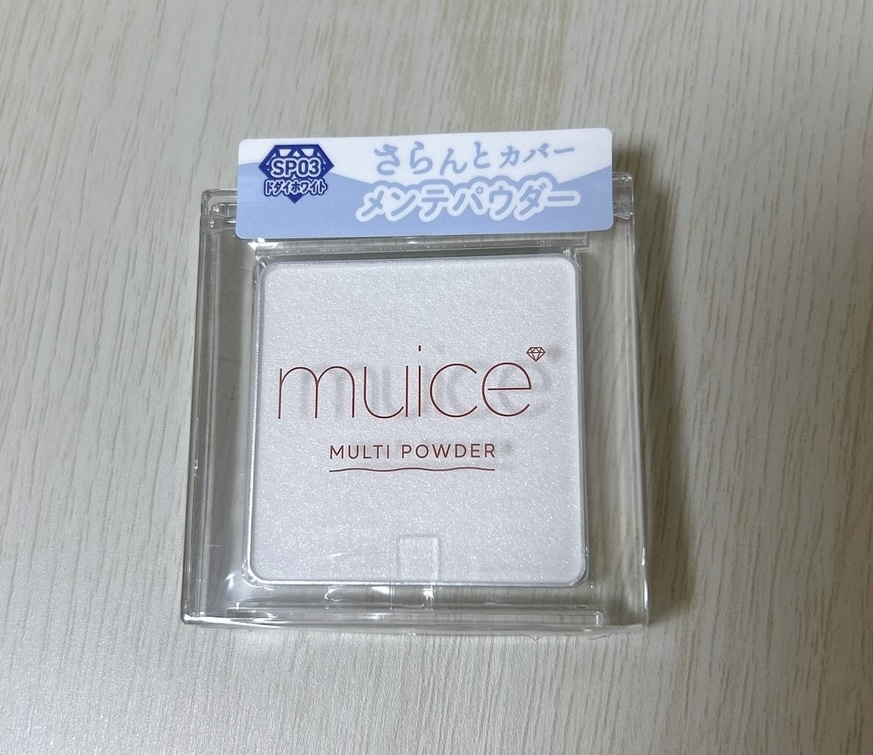 SP03
ドダイホワイト
さらんとカバー
メンテパウダー
muice
MULTI POWDER